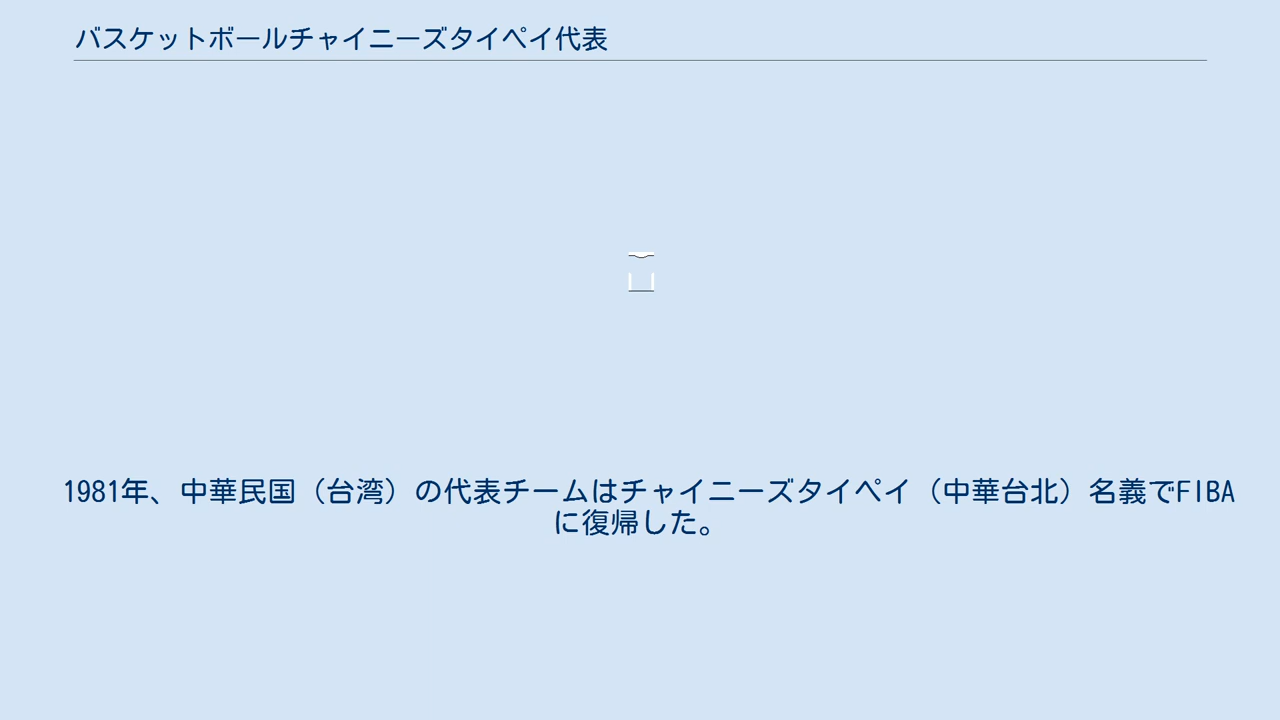 バスケットボールチャイニーズタイペイ代表
1981年、中華民国（台湾）の代表チームはチャイニーズタイペイ（中華台北）名義でFIBA
に復帰した。